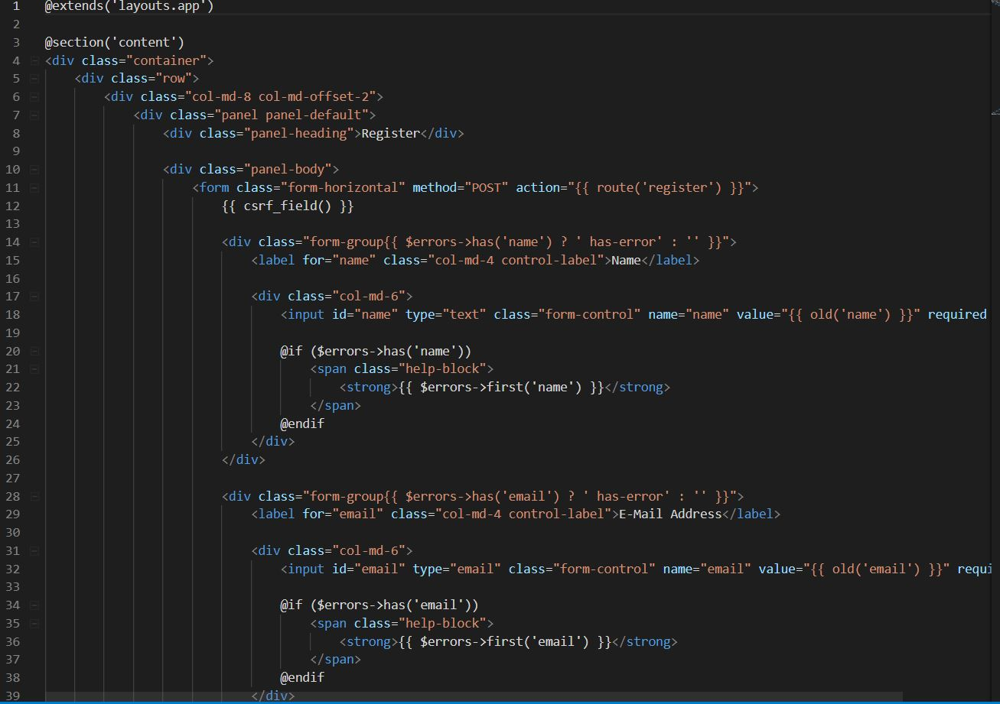 1 @extends('layouts.app')
2
3 @section('content')
4 <div class="container">
5 <div class="row">
6 <div class="col-md-8 col-md-offset-2">
7 <div class="panel panel-default">
8 <div class="panel-heading">Register</div>
9
10 <div class="panel-body">
11 <form class="form-horizontal" method="POST" action="{{ route('register') }}">
12 {{ csrf_field() }}
13
14 <div class="form-group{{ $errors->has('name') ? ' has-error' : '' }}">
15 <label for="name" class="col-md-4 control-label">Name</label>
16
17 <div class="col-md-6">
18 <input id="name" type="text" class="form-control" name="name" value="{{ old('name') }}" required
19
20 @if ($errors->has('name'))
21 <span class="help-block">
22 <strong>{{ $errors->first('name') }}</strong>
23 </span>
24 @endif
25 </div>
26 </div>
27
28 <div class="form-group{{ $errors->has('email') ? ' has-error' : '' }}">
29 <label for="email" class="col-md-4 control-label">E-Mail Address</label>
30
31 <div class="col-md-6">
32 <input id="email" type="email" class="form-control" name="email" value="{{ old('email') }}" requi
33
34 @if ($errors->has('email'))
35 <span class="help-block">
36 <strong>{{ $errors->first('email') }}</strong>
37 </span>
38 @endif
39 </div>